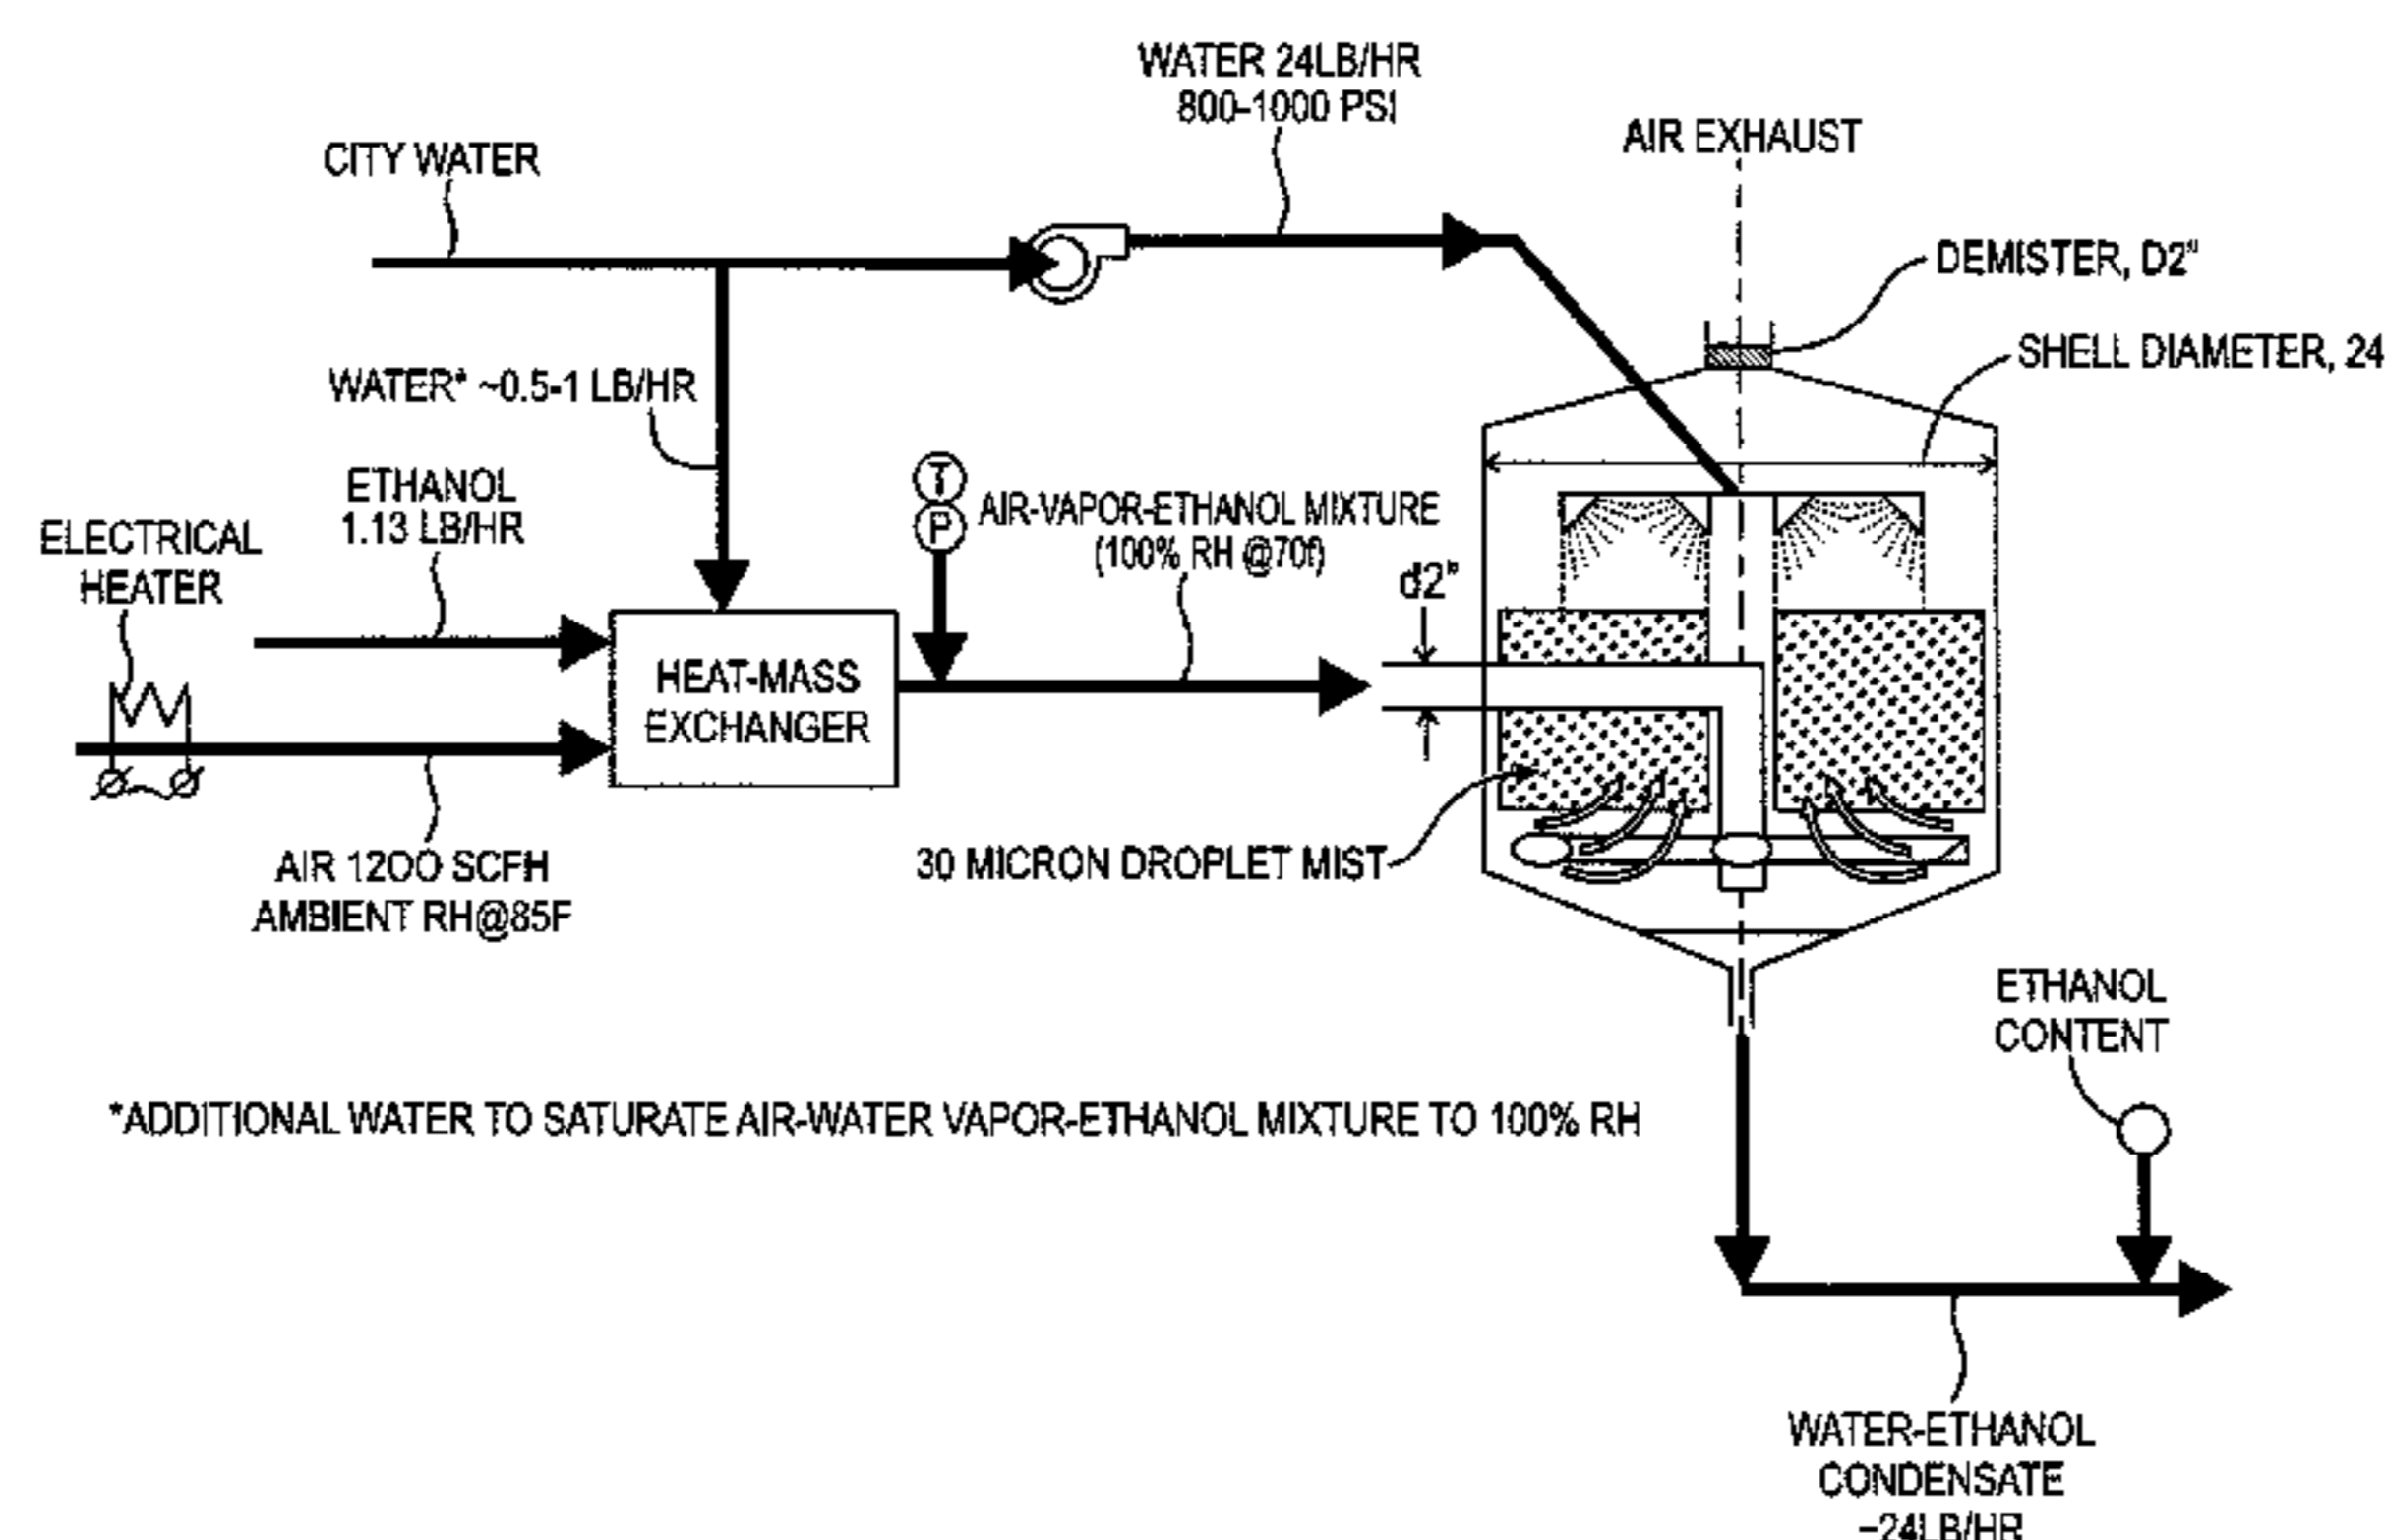 WATER 24LB/HR
800-1000 PSI
AIR EXHAUST
CITY WATER
DEMISTER, D2"
SHELL DIAMETER, 24
WATER* ~0.5-1 LB/HR
ETHANOL
1.13 LB/HR
ELECTRICAL
HEATER
T
P
AIR-VAPOR-ETHANOL MIXTURE
(100% RH @70f)
d2"
HEAT-MASS
EXCHANGER
30 MICRON DROPLET MIST
AIR 12OO SCFH
AMBIENT RH@85F
ETHANOL
CONTENT
*ADDITIONAL WATER TO SATURATE AIR-WATER VAPOR-ETHANOL MIXTURE TO 100% RH
WATER-ETHANOL
CONDENSATE
~24LB/HR